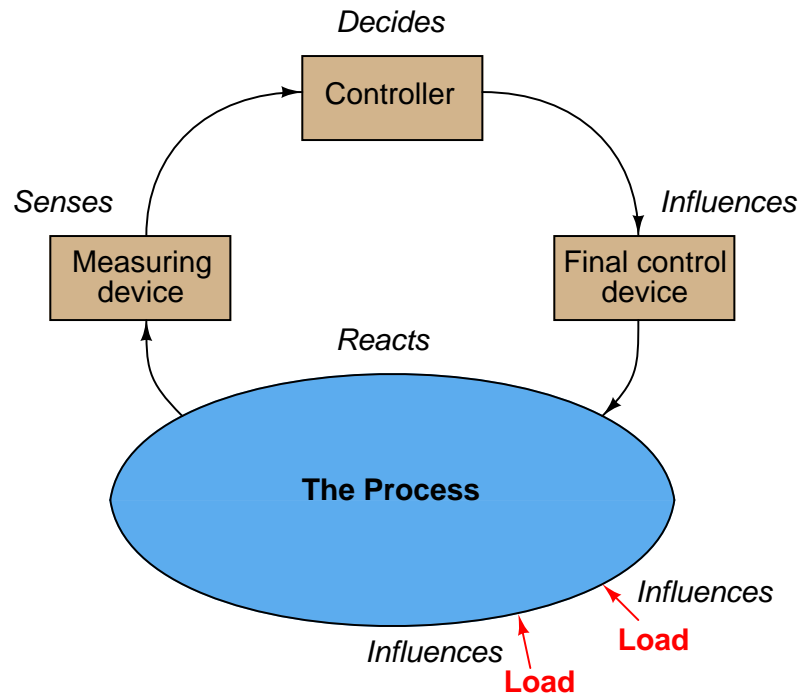 Decides
Controller
Senses
Influences
Measuring
device
Final control
device
Reacts
The Process
Influences
Load
Influences
Load